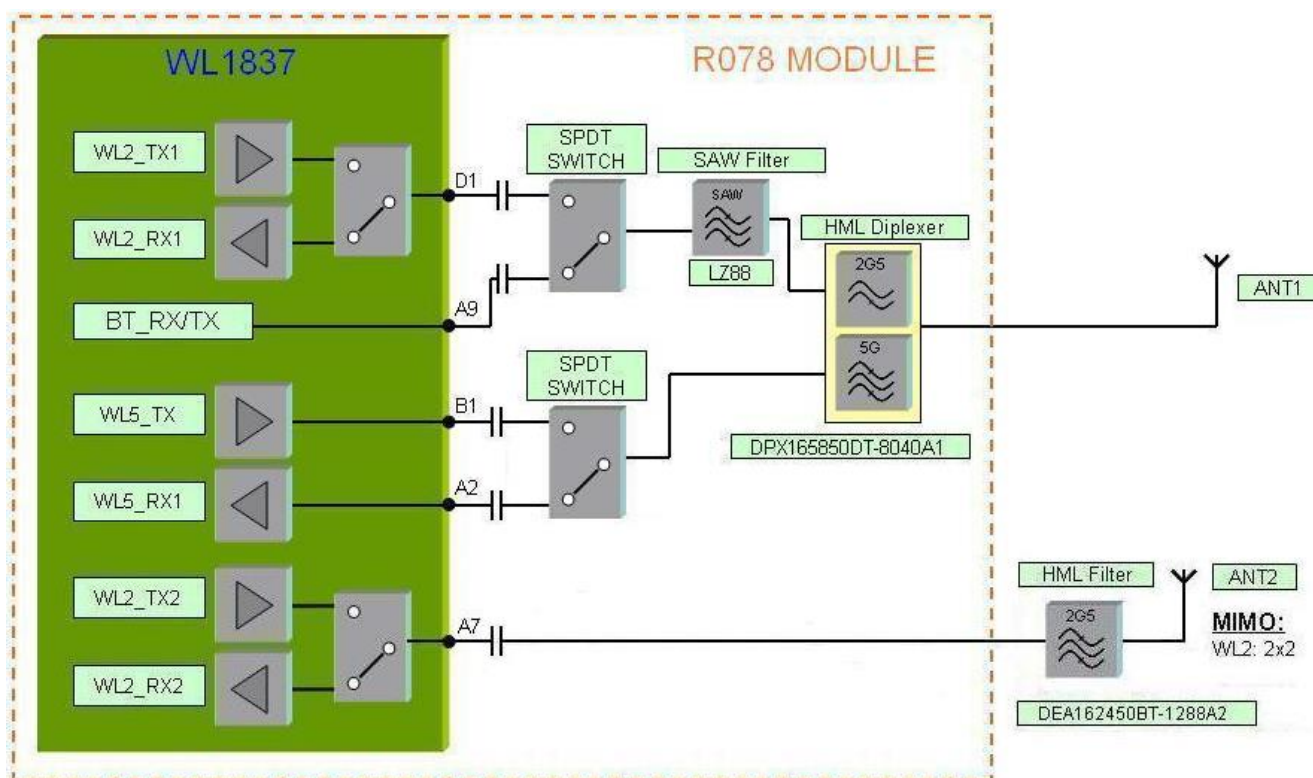 WL1837
R078 MODULE
WL2_TX1
WL2_RX1
BT_RX/TX
WL5_TX
WL5_RX1
WL2_TX2
WL2_RX2
D1
A9
B1
A2
A7
SPDT
SWITCH
SAW Filter
SAW
LZ88
HML Diplexer
2G5
5G
DPX165850DT-8040A1
SPDT
SWITCH
ANT1
HML Filter
2G5
DEA162450BT-1288A2
ANT2
MIMO:
WL2: 2x2